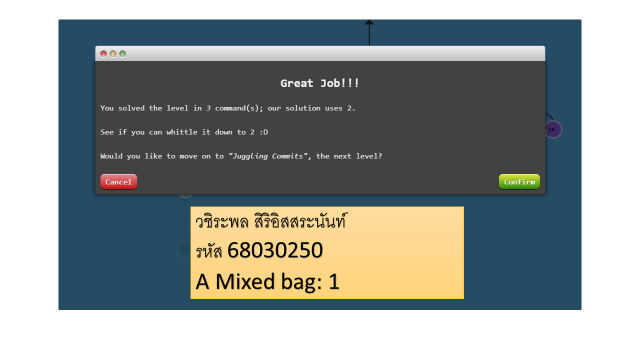 Great Job!!!
You solved the level in 3 command(s); our solution uses 2.
See if you can whittle it down to 2 :D
Would you like to move on to "Juggling Commits", the next level?
Cancel
Confirm
วชิระพล สิริอิสสระนันท์
รหัส 68030250
A Mixed bag: 1